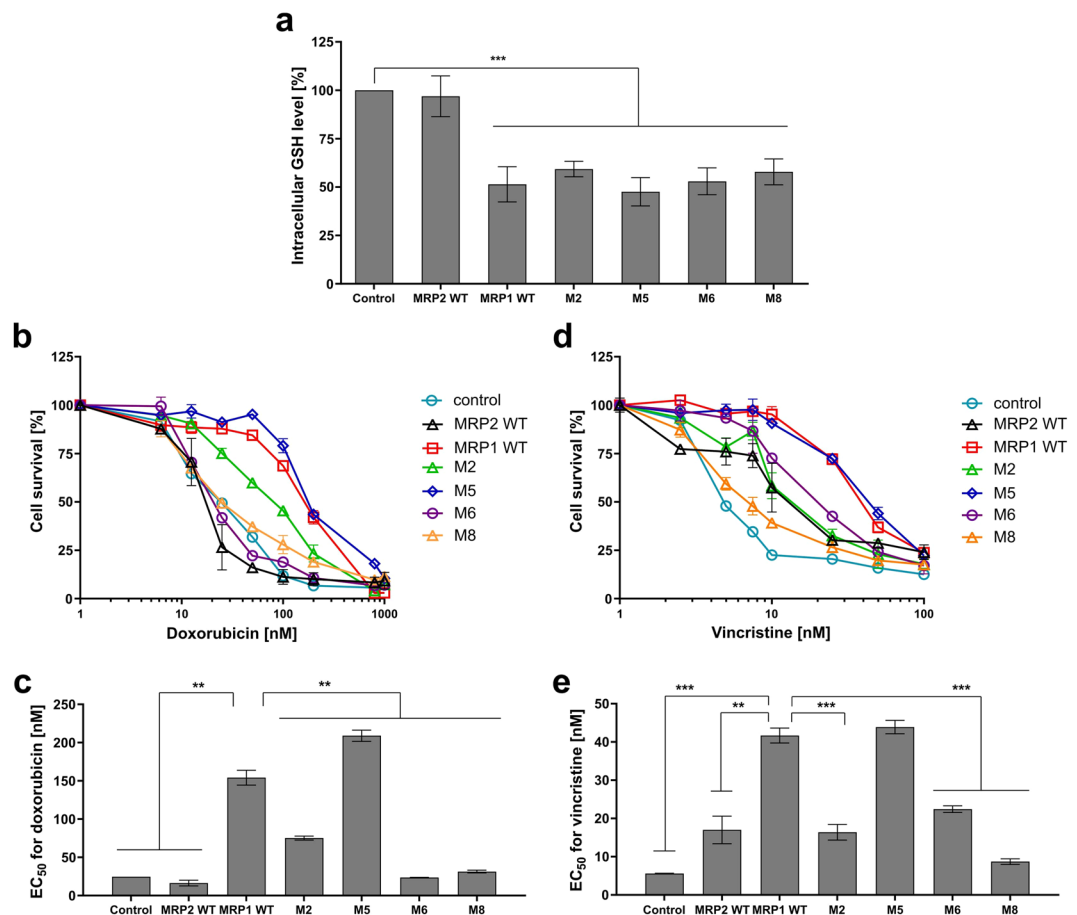 a
Intracellular GSH level [%]
125
100
75
50
25
0
***
Control MRP2 WT MRP1 WT M2 M5 M6 M8
b
Cell survival [%]
125
100
75
50
25
0
1 10 100 1000
Doxorubicin [nM]
control
MRP2 WT
MRP1 WT
M2
M5
M6
M8
d
Cell survival [%]
125
100
75
50
25
0
1 10 100
Vincristine [nM]
control
MRP2 WT
MRP1 WT
M2
M5
M6
M8
c
EC50 for doxorubicin [nM]
250
200
150
100
50
0
** **
Control MRP2 WT MRP1 WT M2 M5 M6 M8
e
EC50 for vincristine [nM]
50
40
30
20
10
0
*** ***
** ***
Control MRP2 WT MRP1 WT M2 M5 M6 M8